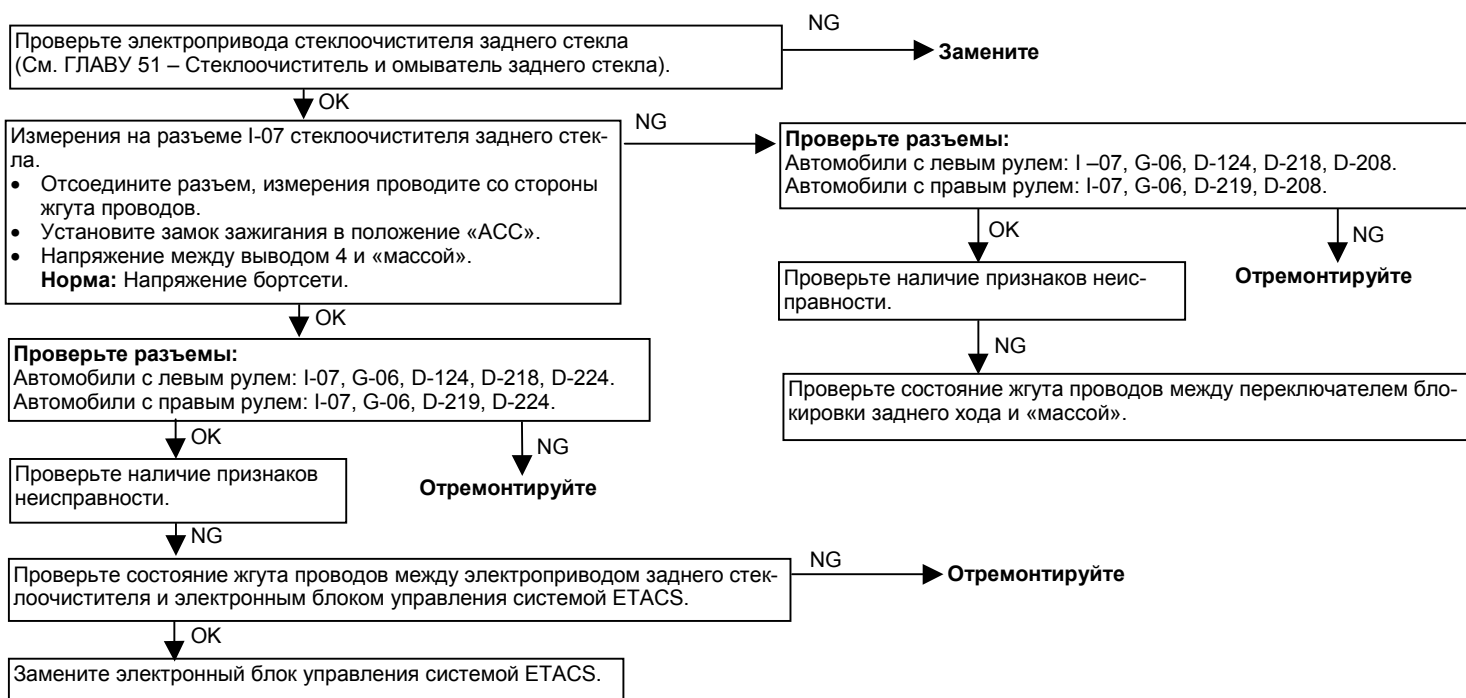 NG
Проверьте электропривода стеклоочистителя заднего стекла
(См. ГЛАВУ 51 – Стеклоочиститель и омыватель заднего стекла).
Замените
OK
Измерения на разъеме I-07 стеклоочистителя заднего стек-
ла.
• Отсоедините разъем, измерения проводите со стороны
жгута проводов.
• Установите замок зажигания в положение «ACC».
• Напряжение между выводом 4 и «массой».
Норма: Напряжение бортсети.
NG
Проверьте разъемы:
Автомобили с левым рулем: I –07, G-06, D-124, D-218, D-208.
Автомобили с правым рулем: I-07, G-06, D-219, D-208.
OK
NG
Проверьте наличие признаков неис-
правности.
Отремонтируйте
NG
Проверьте состояние жгута проводов между переключателем бло-
кировки заднего хода и «массой».
OK
Проверьте разъемы:
Автомобили с левым рулем: I-07, G-06, D-124, D-218, D-224.
Автомобили с правым рулем: I-07, G-06, D-219, D-224.
OK
NG
Проверьте наличие признаков
неисправности.
Отремонтируйте
NG
Проверьте состояние жгута проводов между электроприводом заднего стек-
лоочистителя и электронным блоком управления системой ETACS.
NG
Отремонтируйте
OK
Замените электронный блок управления системой ETACS.